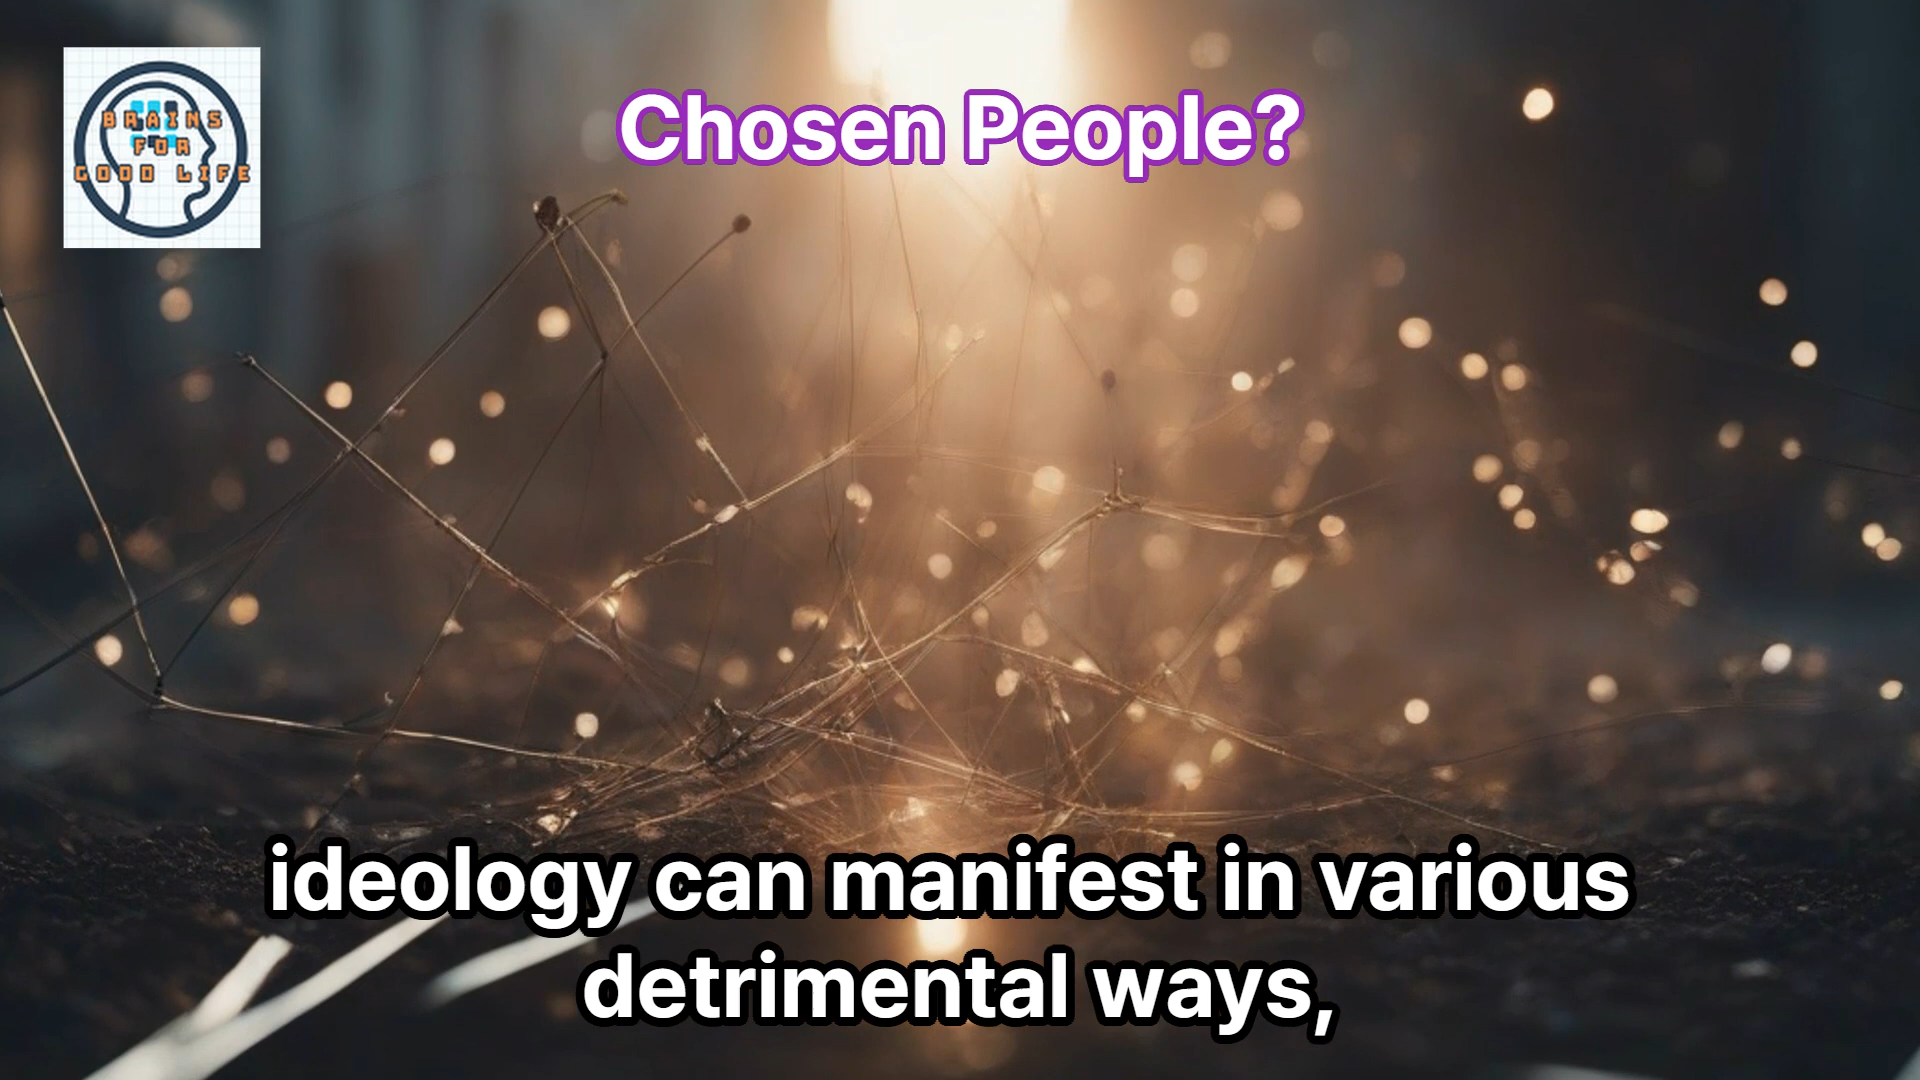 BRAINS
FOR
GOOD LIFE
Chosen People?
ideology can manifest in various
detrimental ways,